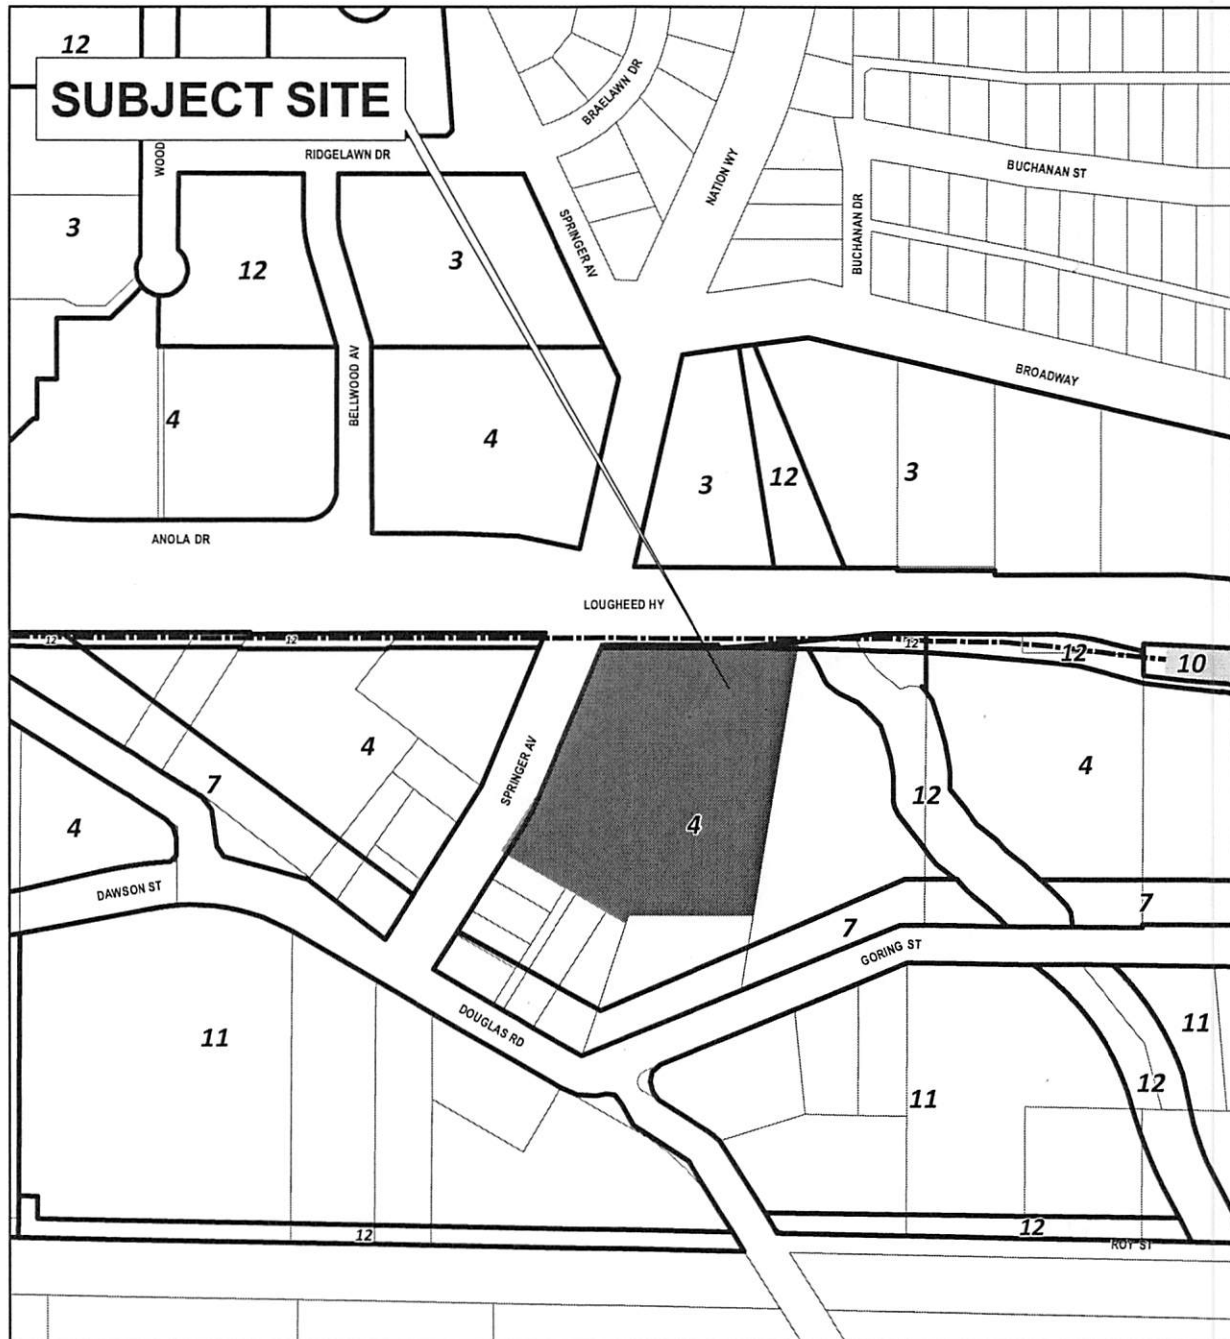 12
SUBJECT SITE
WOOD
RIDGELAWN DR
BRAELAWN DR
NATION WY
BUCHANAN ST
BUCHANAN DR
SPRINGER AV
3
12
3
BELLWOOD AV
BROADWAY
4
4
3
12
3
ANOLA DR
LOUGHEED HY
12
12
12
12
10
4
SPRINGER AV
4
7
12
4
4
DAWSON ST
7
7
GORING ST
DOUGLAS RD
11
11
12
11
12
12
ROY ST